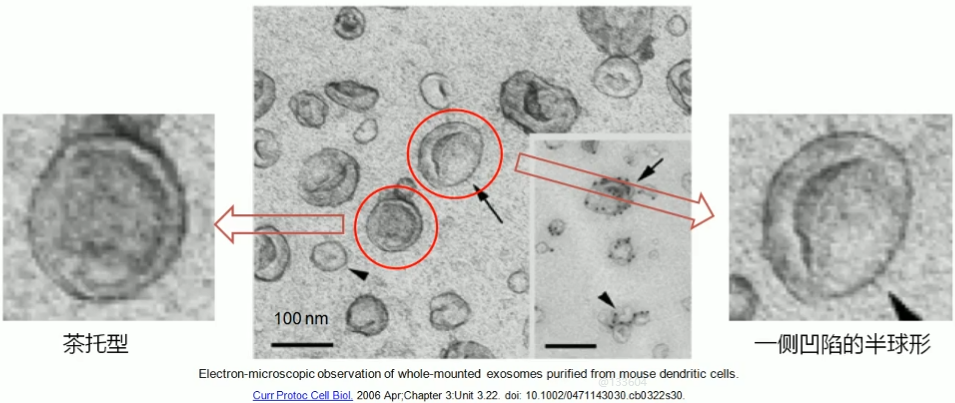 100 nm
茶托型
一侧凹陷的半球形
Electron-microscopic observation of whole-mounted exosomes purified from mouse dendritic cells.
@133604
Curr Protoc Cell Biol. 2006 Apr;Chapter 3:Unit 3.22. doi: 10.1002/0471143030.cb0322s30.